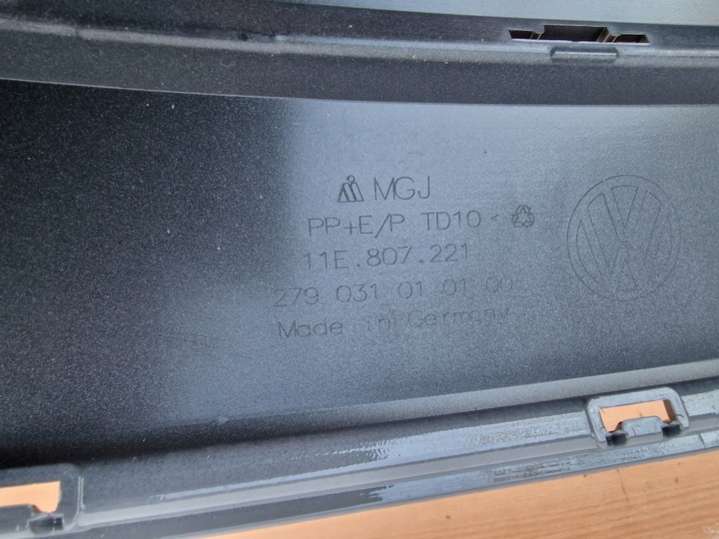 MGJ
PP+E/P TD10 <
11E.807.221
279 031 01 01 00
Made in Germany